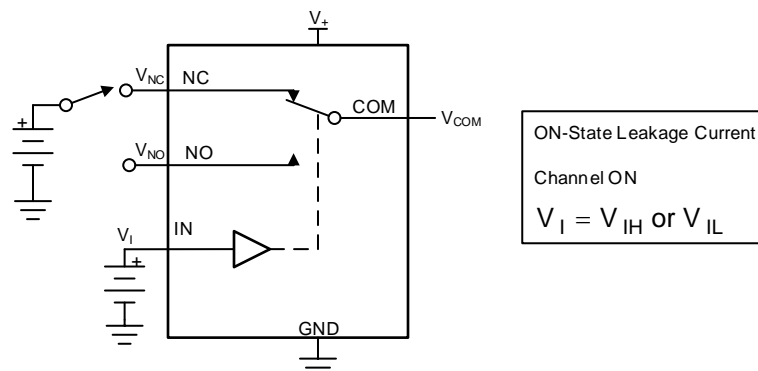 V+
VNC NC
COM VCOM
+
VNO NO
VI IN
+
GND
ON-State Leakage Current
Channel ON
VI = VIH or VIL